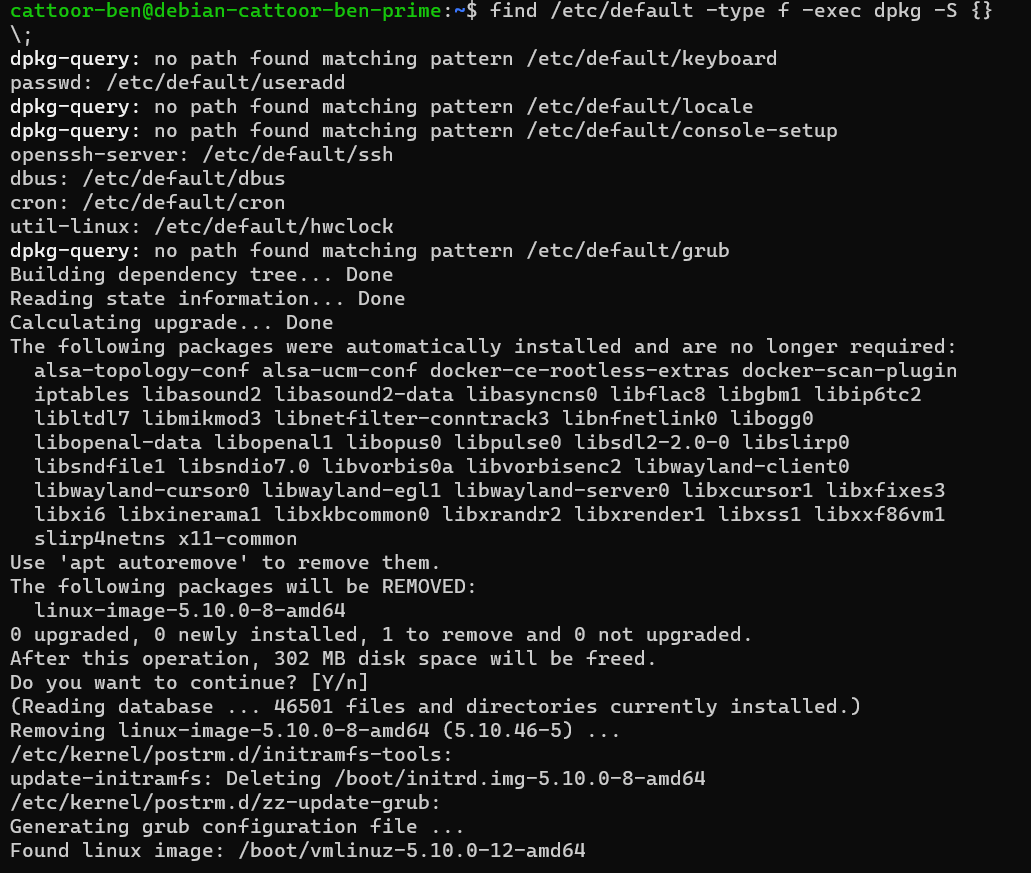 cattoor-ben@debian-cattoor-ben-prime:~$ find /etc/default -type f -exec dpkg -S {}
\;
dpkg-query: no path found matching pattern /etc/default/keyboard
passwd: /etc/default/useradd
dpkg-query: no path found matching pattern /etc/default/locale
dpkg-query: no path found matching pattern /etc/default/console-setup
openssh-server: /etc/default/ssh
dbus: /etc/default/dbus
cron: /etc/default/cron
util-linux: /etc/default/hwclock
dpkg-query: no path found matching pattern /etc/default/grub
Building dependency tree... Done
Reading state information... Done
Calculating upgrade... Done
The following packages were automatically installed and are no longer required:
  alsa-topology-conf alsa-ucm-conf docker-ce-rootless-extras docker-scan-plugin
  iptables libasound2 libasound2-data libasyncns0 libflac8 libgbm1 libip6tc2
  libltdl7 libmikmod3 libnetfilter-conntrack3 libnfnetlink0 libogg0
  libopenal-data libopenal1 libopus0 libpulse0 libsdl2-2.0-0 libslirp0
  libsndfile1 libsndio7.0 libvorbis0a libvorbisenc2 libwayland-client0
  libwayland-cursor0 libwayland-egl1 libwayland-server0 libxcursor1 libxfixes3
  libxi6 libxinerama1 libxkbcommon0 libxrandr2 libxrender1 libxss1 libxxf86vm1
  slirp4netns x11-common
Use 'apt autoremove' to remove them.
The following packages will be REMOVED:
  linux-image-5.10.0-8-amd64
0 upgraded, 0 newly installed, 1 to remove and 0 not upgraded.
After this operation, 302 MB disk space will be freed.
Do you want to continue? [Y/n]
(Reading database ... 46501 files and directories currently installed.)
Removing linux-image-5.10.0-8-amd64 (5.10.46-5) ...
/etc/kernel/postrm.d/initramfs-tools:
update-initramfs: Deleting /boot/initrd.img-5.10.0-8-amd64
/etc/kernel/postrm.d/zz-update-grub:
Generating grub configuration file ...
Found linux image: /boot/vmlinuz-5.10.0-12-amd64